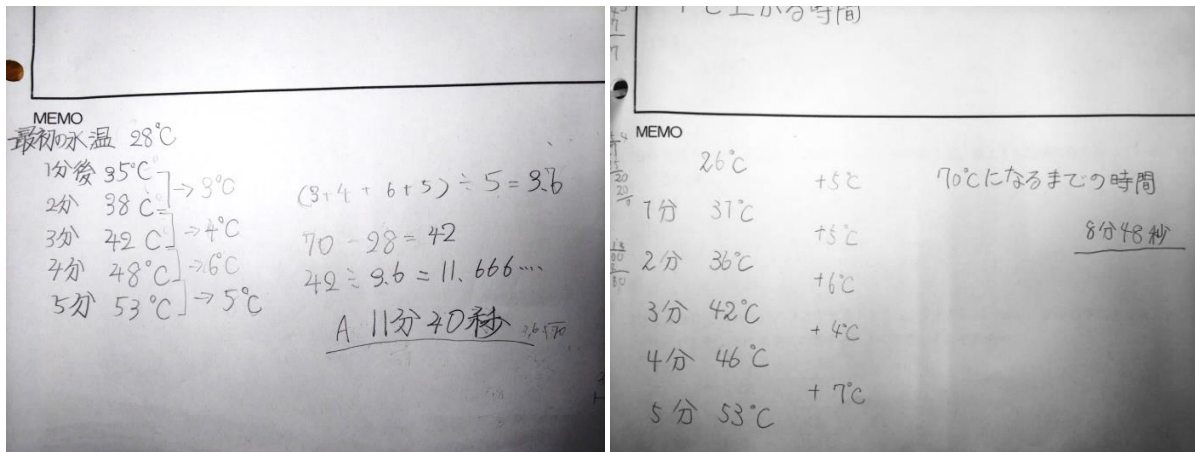 MEMO
最初の水温 28℃
1分後 35℃
→3℃
2分 38℃
3分 42℃
→4℃
4分 48℃
→6℃
5分 53℃
→5℃
(3+4+6+5)÷5=3.6
70-28=42
42÷3.6=11.666…
A 11分40秒
3.6
70
℃上がる時間
MEMO
26℃
+5℃
1分 31℃
+5℃
2分 36℃
+6℃
3分 42℃
+4℃
4分 46℃
+7℃
5分 53℃
70℃になるまでの時間
8分48秒